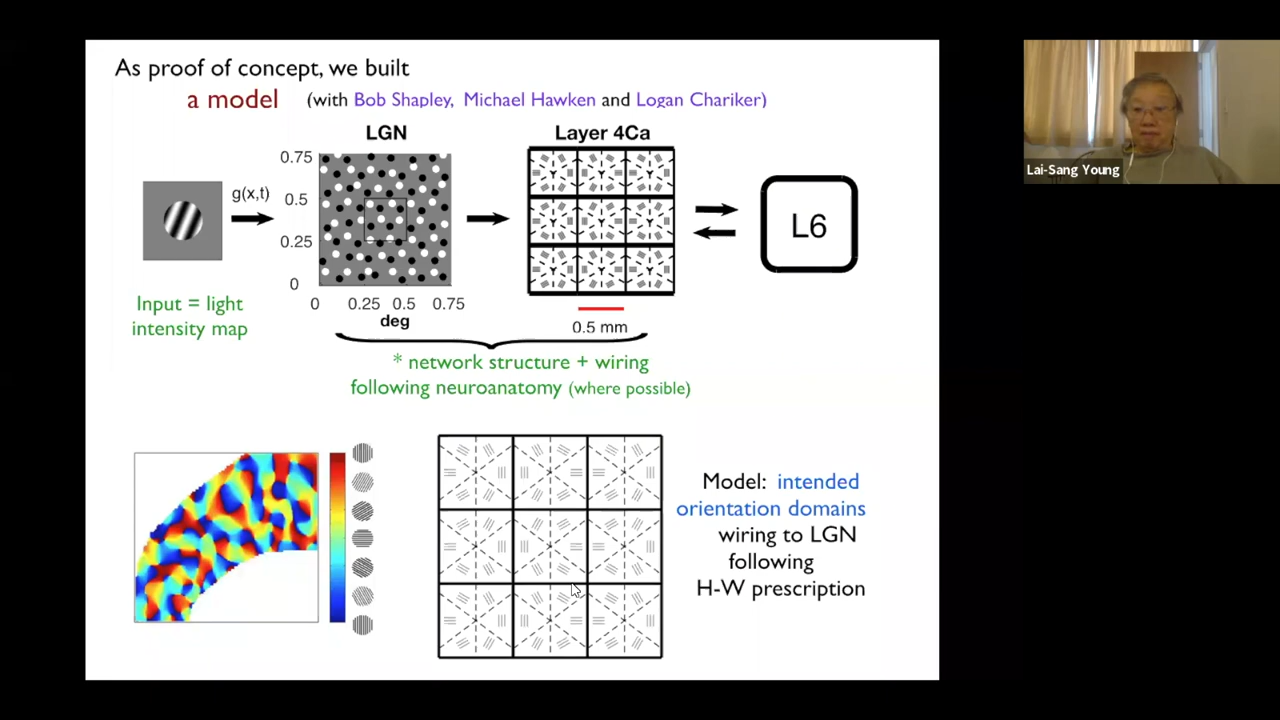 As proof of concept, we built
a model (with Bob Shapley, Michael Hawken and Logan Chariker)
LGN
Layer 4Ca
0.75
0.5
0.25
0
g(x,t)
L6
0 0.25 0.5 0.75
deg
0.5 mm
Input = light
intensity map
* network structure + wiring
following neuroanatomy (where possible)
Model: intended
orientation domains
wiring to LGN
following
H-W prescription
Lai-Sang Young